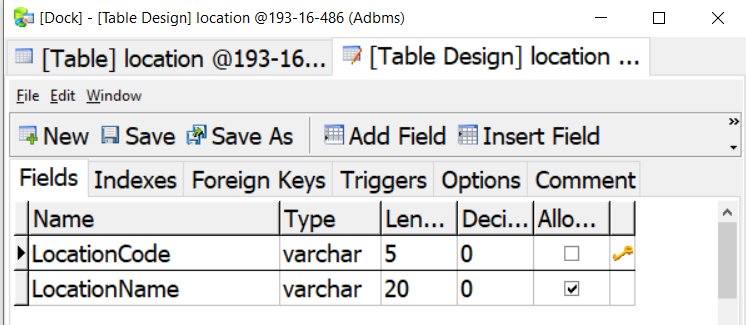 [Dock] - [Table Design] location @193-16-486 (Adbms)
[Table] location @193-16... [Table Design] location ...
File Edit Window
New Save Save As Add Field Insert Field
Fields Indexes Foreign Keys Triggers Options Comment
Name Type Len... Deci... Allo...
LocationCode varchar 5 0
LocationName varchar 20 0